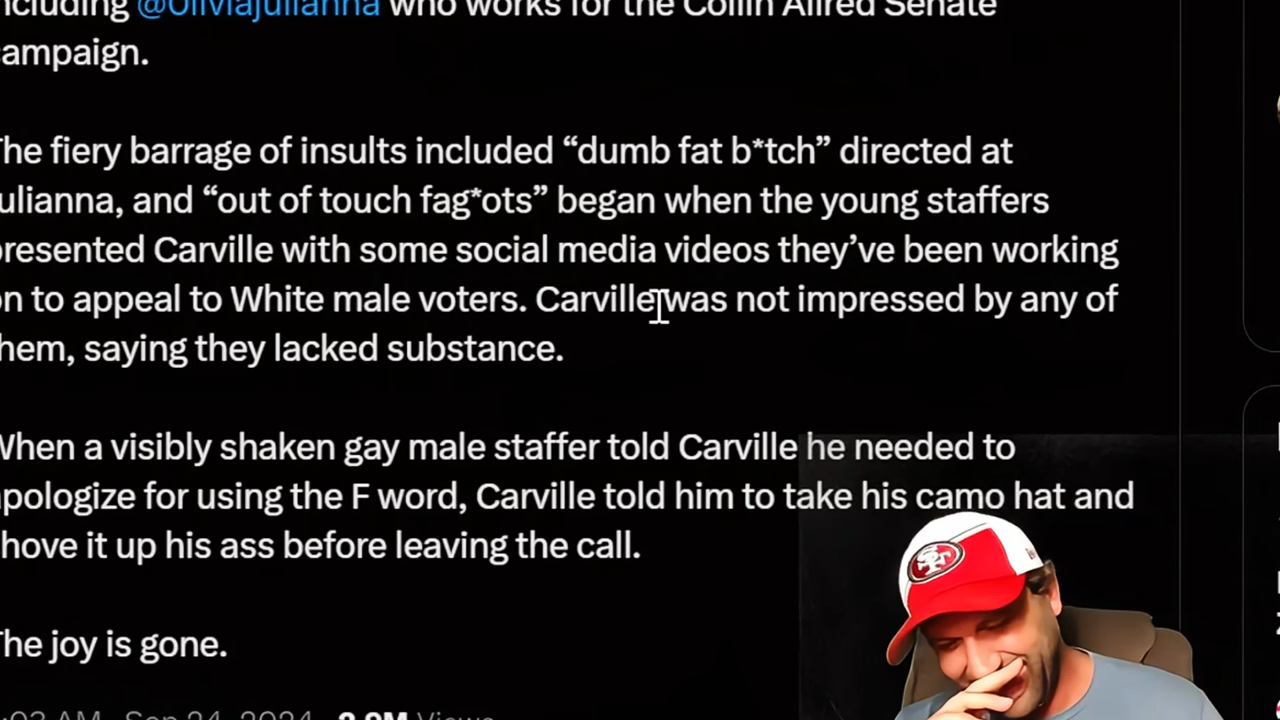 ncluding @Oliviajulianna who works for the Collin Allred Senate
campaign.
The fiery barrage of insults included “dumb fat b*tch” directed at
Julianna, and “out of touch fag*ots” began when the young staffers
presented Carville with some social media videos they’ve been working
on to appeal to White male voters. Carville was not impressed by any of
them, saying they lacked substance.
When a visibly shaken gay male staffer told Carville he needed to
apologize for using the F word, Carville told him to take his camo hat and
shove it up his ass before leaving the call.
The joy is gone.
:03 AM · Sep 24, 2024 · Views
SF